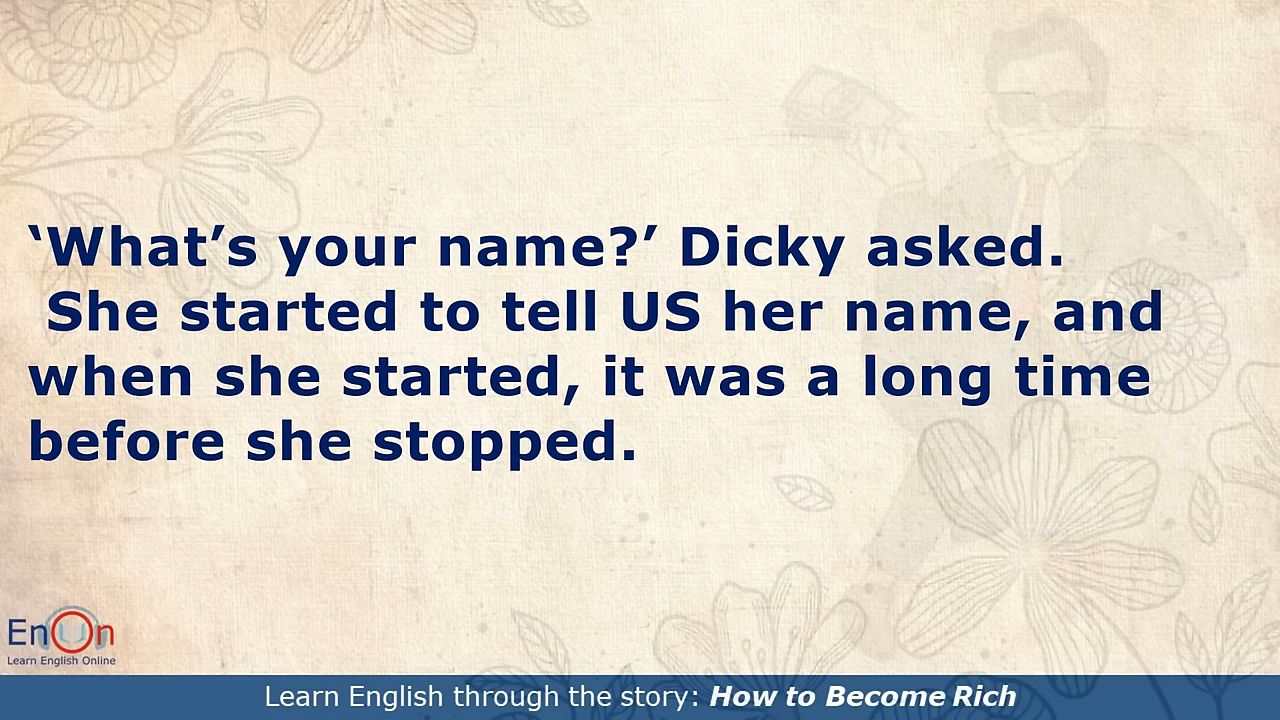 ‘What’s your name?’ Dicky asked.
She started to tell US her name, and
when she started, it was a long time
before she stopped.
EnOn
Learn English Online
Learn English through the story: How to Become Rich